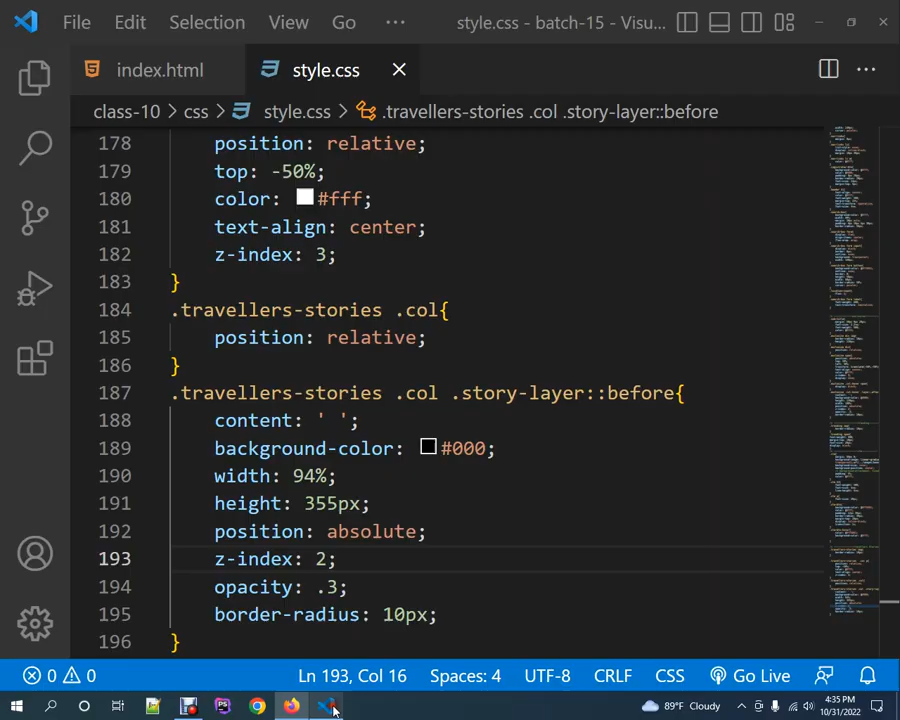 File Edit Selection View Go ··· style.css - batch-15 - Visu...
index.html style.css
class-10 > css > style.css > .travellers-stories .col .story-layer::before
178 position: relative;
179 top: -50%;
180 color: #fff;
181 text-align: center;
182 z-index: 3;
183 }
184 .travellers-stories .col{
185 position: relative;
186 }
187 .travellers-stories .col .story-layer::before{
188 content: ' ';
189 background-color: #000;
190 width: 94%;
191 height: 355px;
192 position: absolute;
193 z-index: 2;
194 opacity: .3;
195 border-radius: 10px;
196 }
0 0 Ln 193, Col 16 Spaces: 4 UTF-8 CRLF CSS Go Live
89°F Cloudy 4:35 PM
10/31/2022